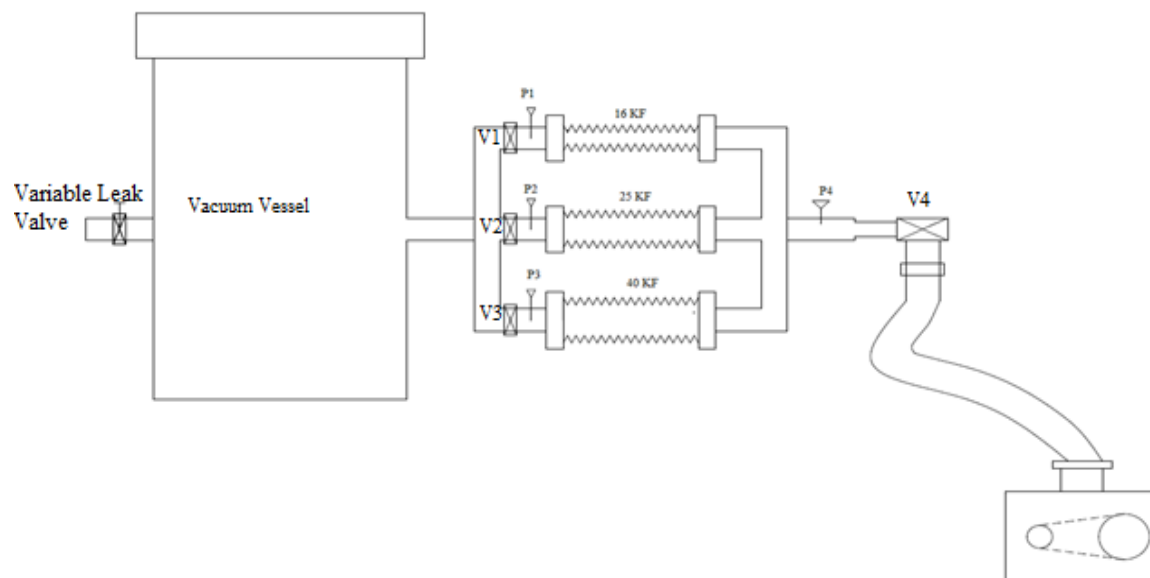 P1
16 KF
V1
P2
25 KF
P4
V4
Variable Leak
Valve
Vacuum Vessel
V2
P3
40 KF
V3